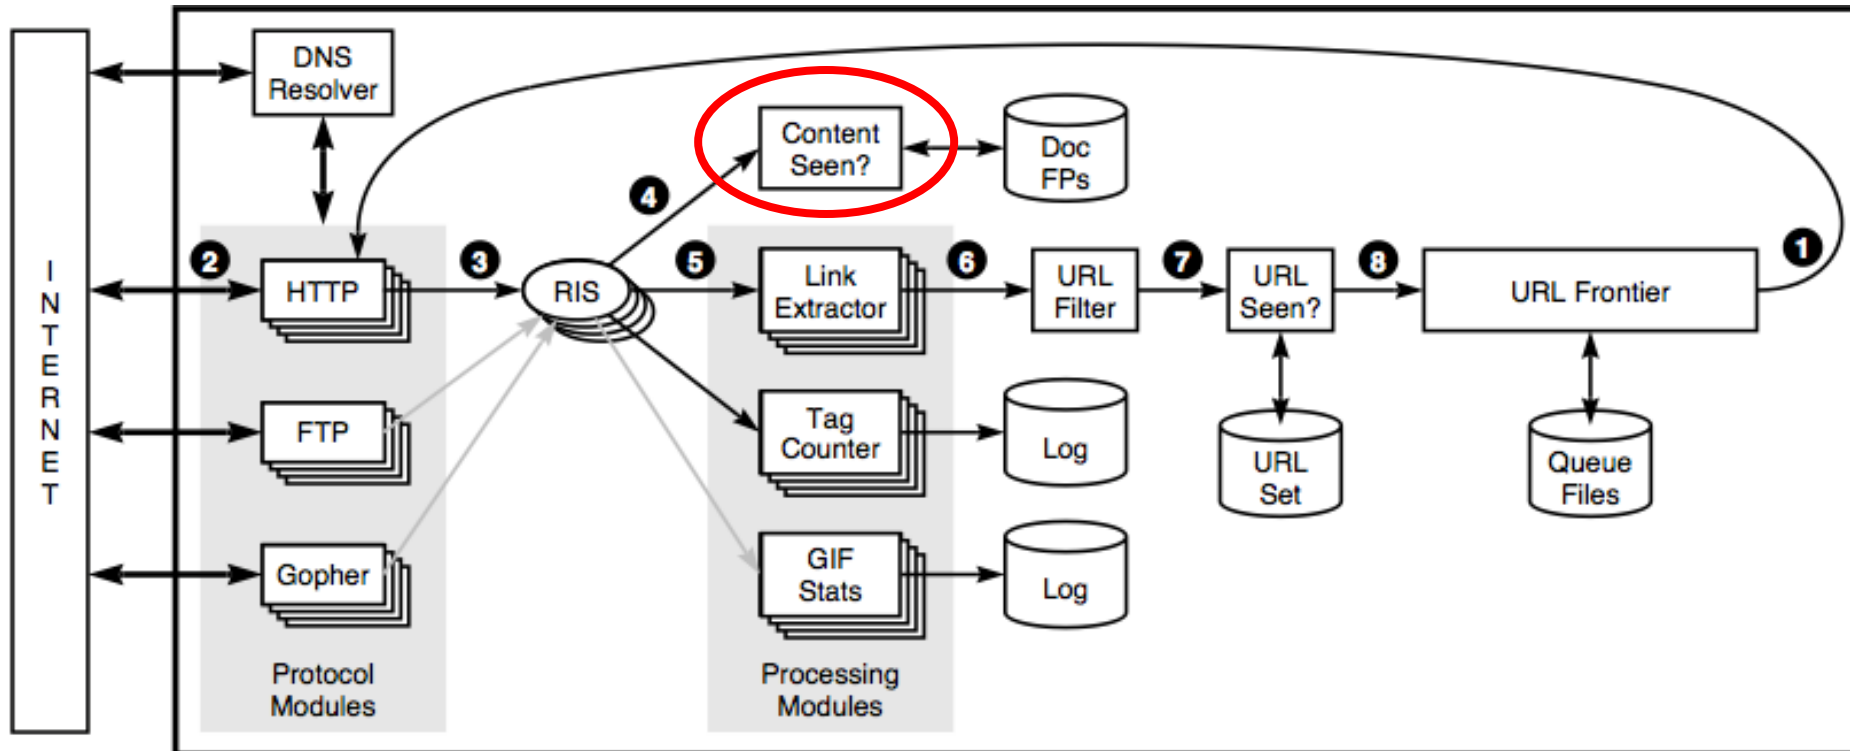 INTERNET
DNS
Resolver
Content
Seen?
Doc
FPs
4
2
HTTP
3
RIS
5
Link
Extractor
6
URL
Filter
7
URL
Seen?
8
URL Frontier
1
FTP
Tag
Counter
Log
URL
Set
Queue
Files
Gopher
GIF
Stats
Log
Protocol
Modules
Processing
Modules